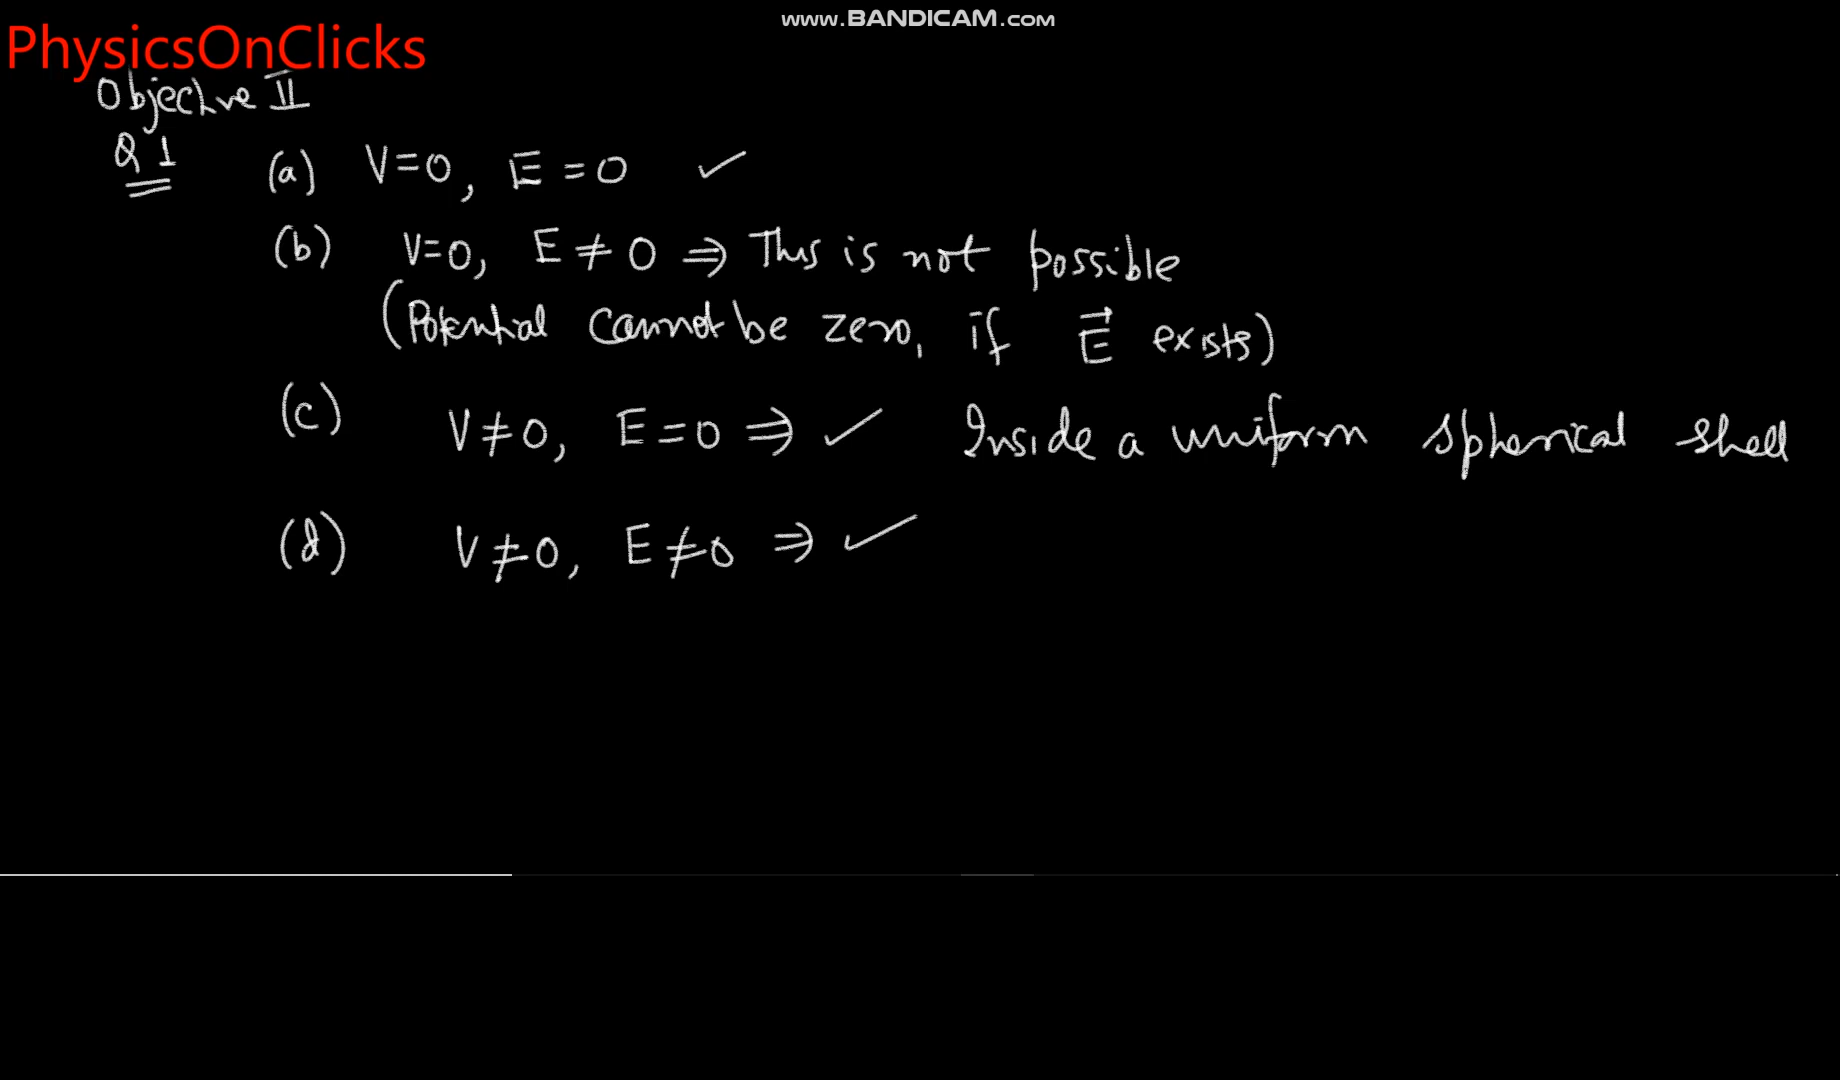 www.BANDICAM.com
PhysicsOnClicks
Objective II
Q1 (a) V=0, E=0 ✓
(b) V=0, E≠0 ⇒ This is not possible
(Potential cannot be zero, if E⃗ exists)
(c) V≠0, E=0 ⇒ ✓ Inside a uniform spherical shell
(d) V≠0, E≠0 ⇒ ✓